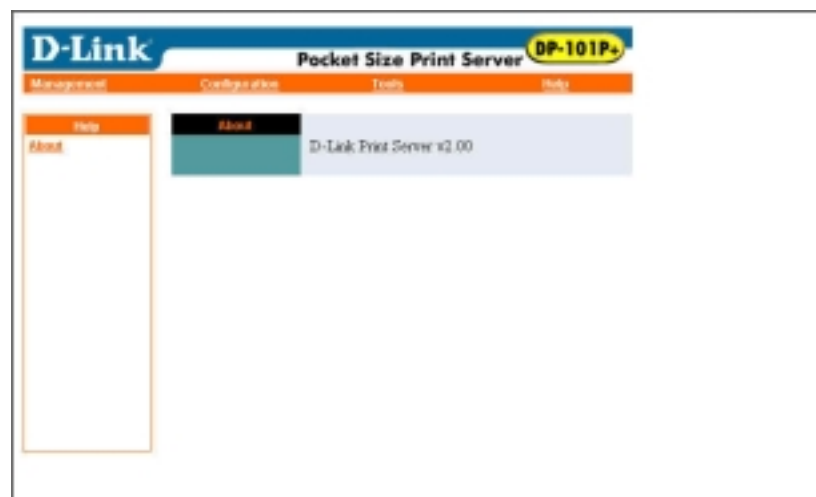 D-Link
Pocket Size Print Server DP-101P+
Management Configuration Tools Help
Help
About
About
D-Link Print Server v2.00